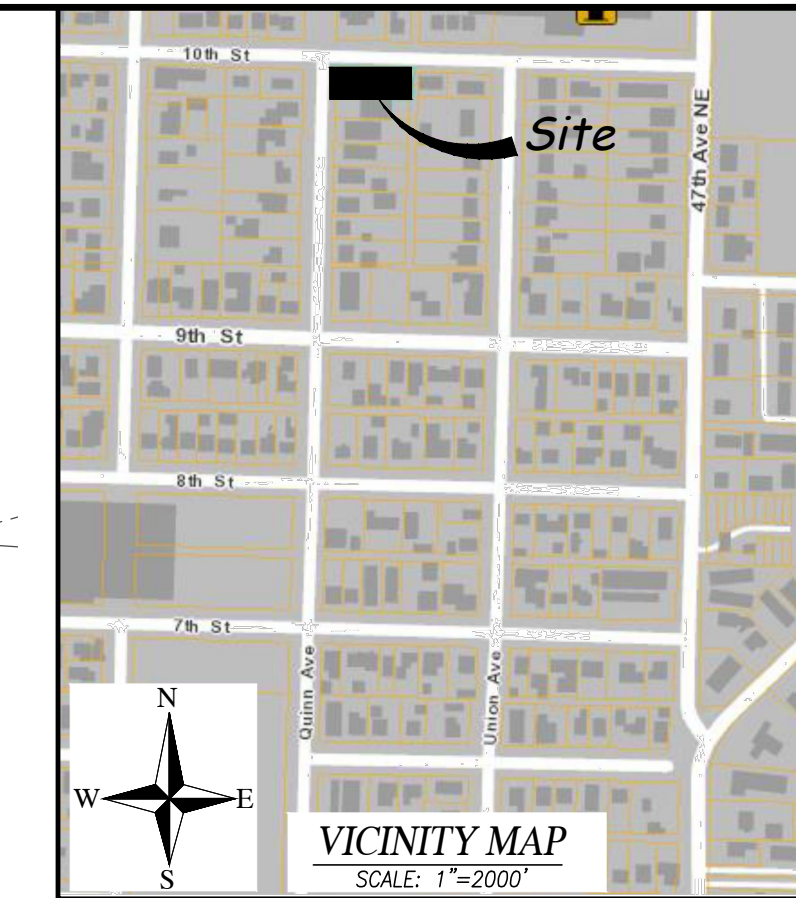 10th St
Site
47th Ave NE
9th St
8th St
7th St
Quinn Ave
Union Ave
N
W E
S
VICINITY MAP
SCALE: 1"=2000'